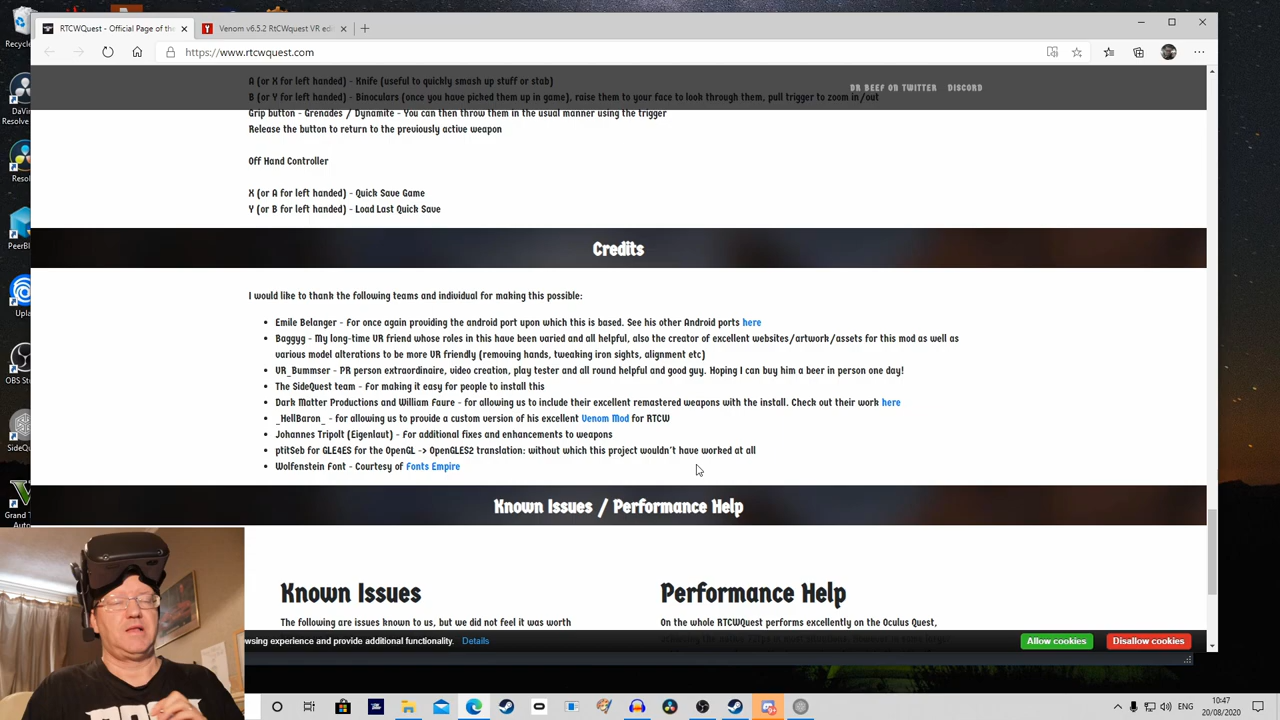 RTCWQuest - Official Page of the
Venom v6.5.2 RtCWquest VR edi
https://www.rtcwquest.com
A (or X for left handed) - Knife (useful to quickly smash up stuff or stab)
DR BEEF ON TWITTER DISCORD
B (or Y for left handed) - Binoculars (once you have picked them up in game), raise them to your face to look through them, pull trigger to zoom in/out
Grip button - Grenades / Dynamite - You can then throw them in the usual manner using the trigger
Release the button to return to the previously active weapon
Off Hand Controller
X (or A for left handed) - Quick Save Game
Y (or B for left handed) - Load Last Quick Save
Credits
I would like to thank the following teams and individual for making this possible:
Emile Belanger - For once again providing the android port upon which this is based. See his other Android ports here
Baggyg - My long-time VR friend whose roles in this have been varied and all helpful, also the creator of excellent websites/artwork/assets for this mod as well as
various model alterations to be more VR friendly (removing hands, tweaking iron sights, alignment etc)
VR_Bummser - PR person extraordinaire, video creation, play tester and all round helpful and good guy. Hoping I can buy him a beer in person one day!
The SideQuest team - For making it easy for people to install this
Dark Matter Productions and William Faure - for allowing us to include their excellent remastered weapons with the install. Check out their work here
_HellBaron_ - for allowing us to provide a custom version of his excellent Venom Mod for RTCW
Johannes Tripolt (Eigenlaut) - For additional fixes and enhancements to weapons
ptitSeb for GLE4ES for the OpenGL -> OpenGLES2 translation: without which this project wouldn't have worked at all
Wolfenstein Font - Courtesy of Fonts Empire
Known Issues / Performance Help
Known Issues
Performance Help
The following are issues known to us, but we did not feel it was worth
On the whole RTCWQuest performs excellently on the Oculus Quest,
wsing experience and provide additional functionality. Details
Allow cookies
Disallow cookies
ENG
10:47
20/08/2020